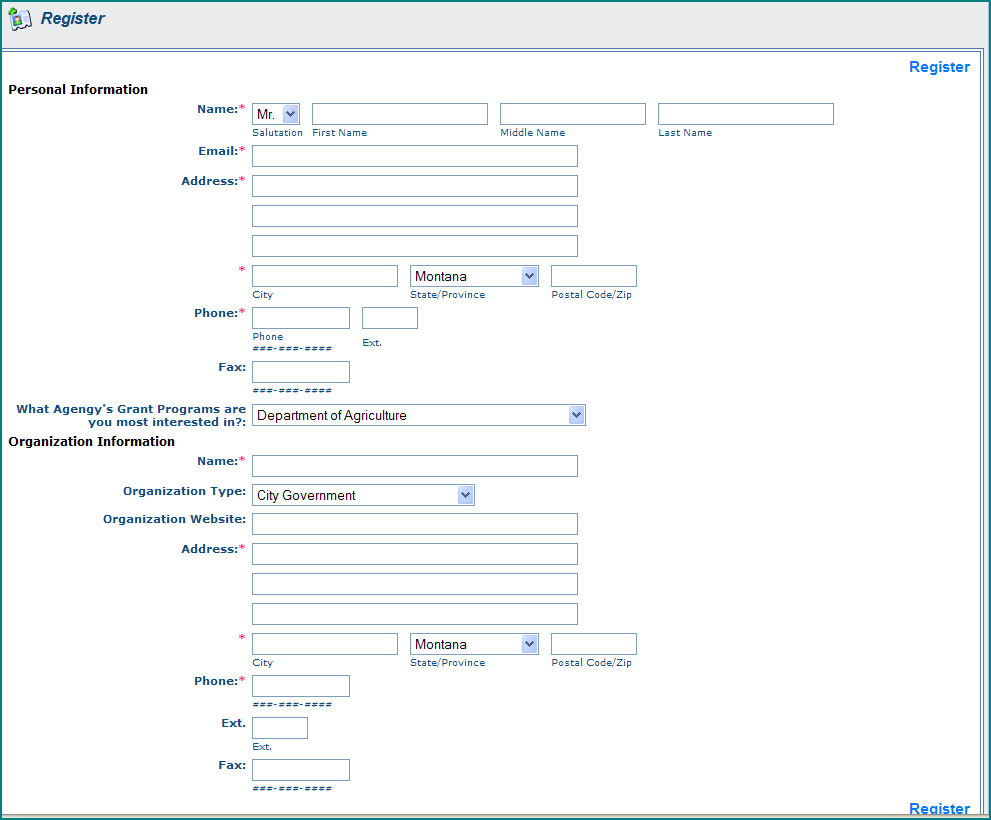 Register
Register
Personal Information
Name:* Mr.
Salutation First Name Middle Name Last Name
Email:*
Address:*
* Montana
City State/Province Postal Code/Zip
Phone:*
Phone
Ext.
###-###-####
Fax:
###-###-####
What Agengy's Grant Programs are
you most interested in?: Department of Agriculture
Organization Information
Name:*
Organization Type: City Government
Organization Website:
Address:*
* Montana
City State/Province Postal Code/Zip
Phone:*
###-###-####
Ext.
Ext.
Fax:
###-###-####
Register